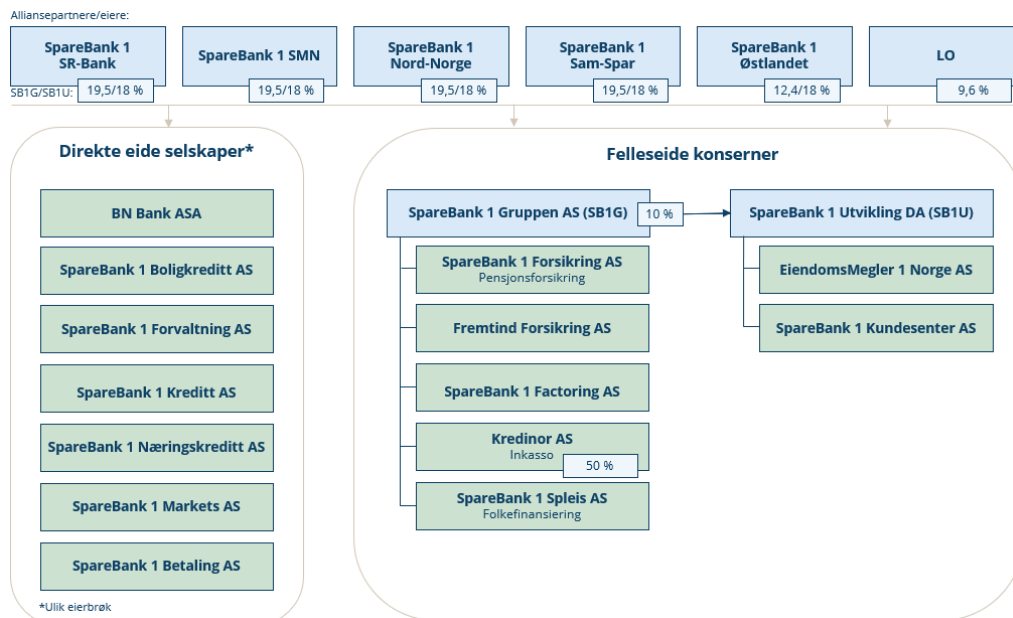 Alliansepartnere/eiere:
SpareBank 1
SR-Bank
SpareBank 1 SMN
SpareBank 1
Nord-Norge
SpareBank 1
Sam-Spar
SpareBank 1
Østlandet
LO
SB1G/SB1U:
19,5/18 %
19,5/18 %
19,5/18 %
19,5/18 %
12,4/18 %
9,6 %
Direkte eide selskaper*
BN Bank ASA
SpareBank 1 Boligkreditt AS
SpareBank 1 Forvaltning AS
SpareBank 1 Kreditt AS
SpareBank 1 Næringskreditt AS
SpareBank 1 Markets AS
SpareBank 1 Betaling AS
*Ulik eierbrøk
Felleseide konserner
SpareBank 1 Gruppen AS (SB1G)
10 %
SpareBank 1 Utvikling DA (SB1U)
SpareBank 1 Forsikring AS
Pensjonsforsikring
Fremtind Forsikring AS
SpareBank 1 Factoring AS
Kredinor AS
Inkasso
50 %
SpareBank 1 Spleis AS
Folkefinansiering
EiendomsMegler 1 Norge AS
SpareBank 1 Kundesenter AS